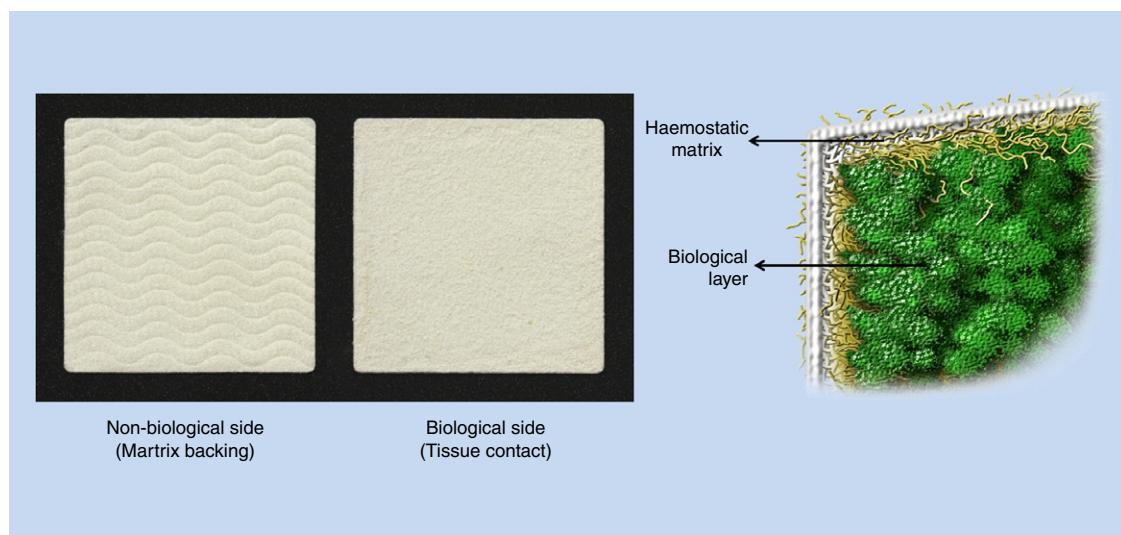 Haemostatic
matrix
Biological
layer
Non-biological side
(Martrix backing)
Biological side
(Tissue contact)